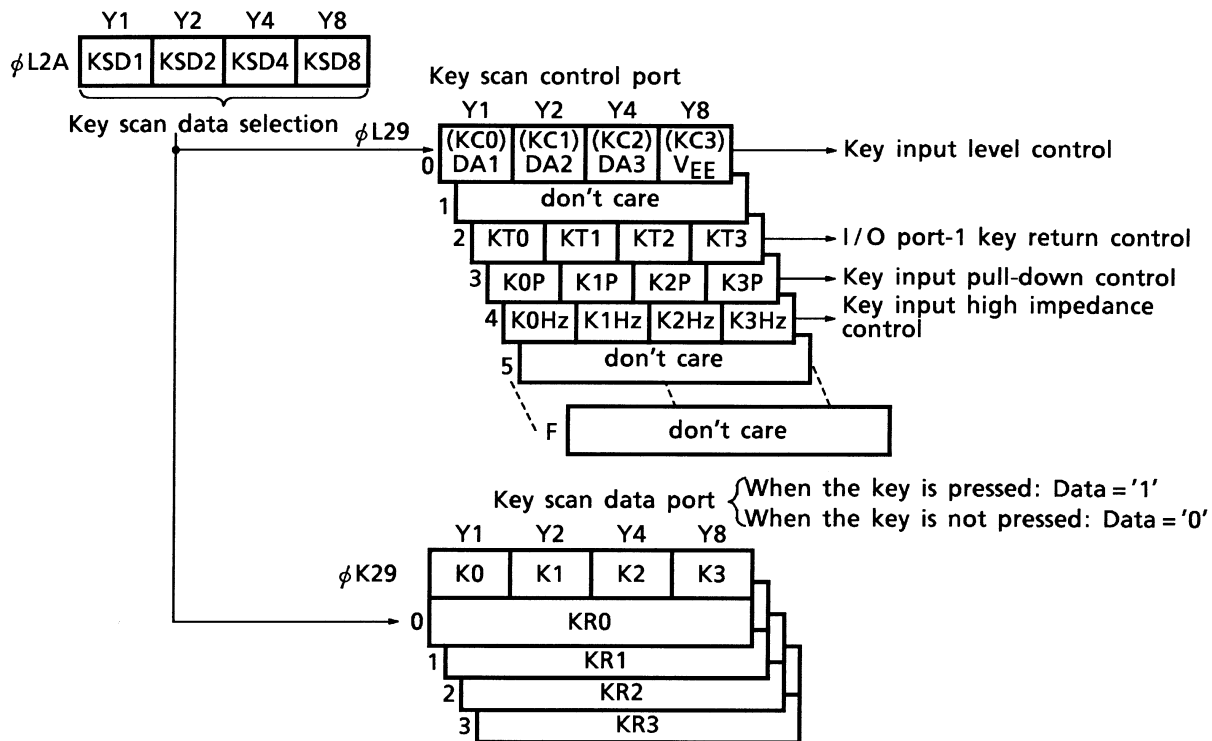 Y1 Y2 Y4 Y8
φL2A KSD1 KSD2 KSD4 KSD8
Key scan data selection
Key scan control port
Y1 Y2 Y4 Y8
φL29
0 (KC0) DA1 (KC1) DA2 (KC2) DA3 (KC3) VEE
Key input level control
1 don't care
2 KT0 KT1 KT2 KT3
I/O port-1 key return control
3 K0P K1P K2P K3P
Key input pull-down control
4 K0Hz K1Hz K2Hz K3Hz
Key input high impedance
control
5 don't care
F don't care
Key scan data port
When the key is pressed: Data='1'
When the key is not pressed: Data='0'
Y1 Y2 Y4 Y8
φK29 K0 K1 K2 K3
0 KR0
1 KR1
2 KR2
3 KR3